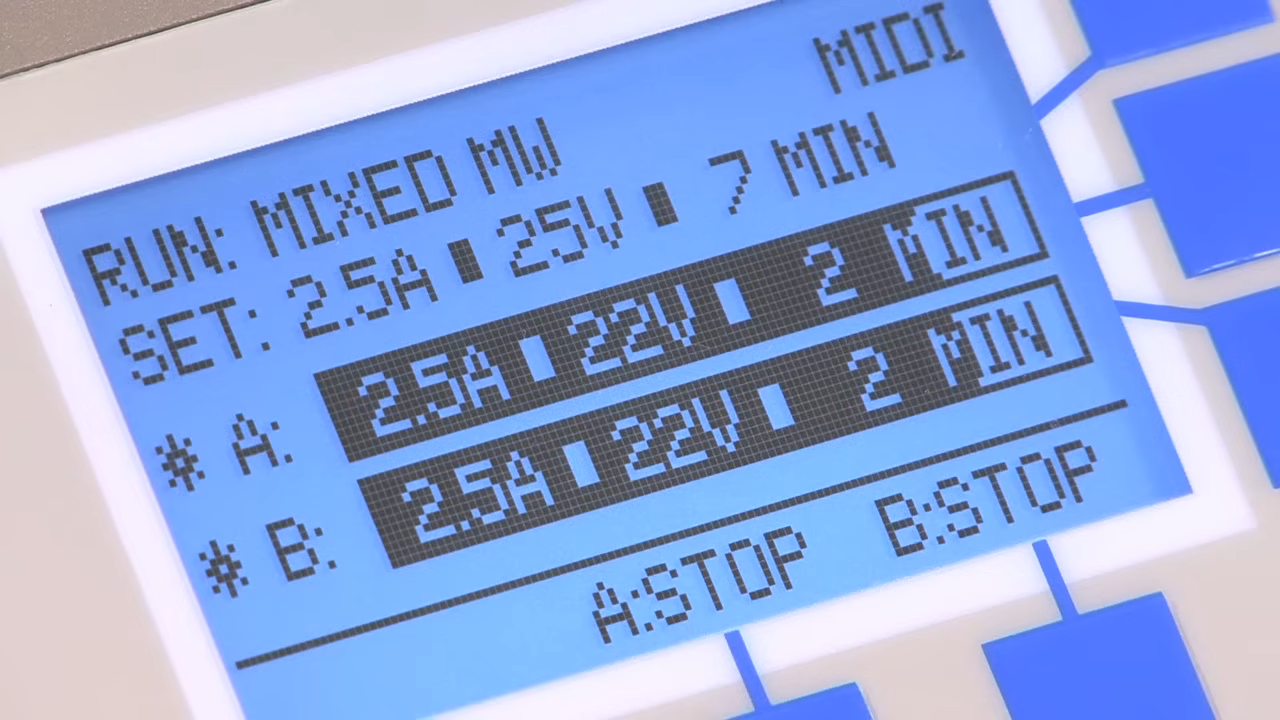 MIDI
RUN: MIXED MW
SET: 2.5A ▮ 25V ▮ 7 MIN
* A: 2.5A ▮ 22V ▮ 2 MIN
* B: 2.5A ▮ 22V ▮ 2 MIN
A:STOP B:STOP